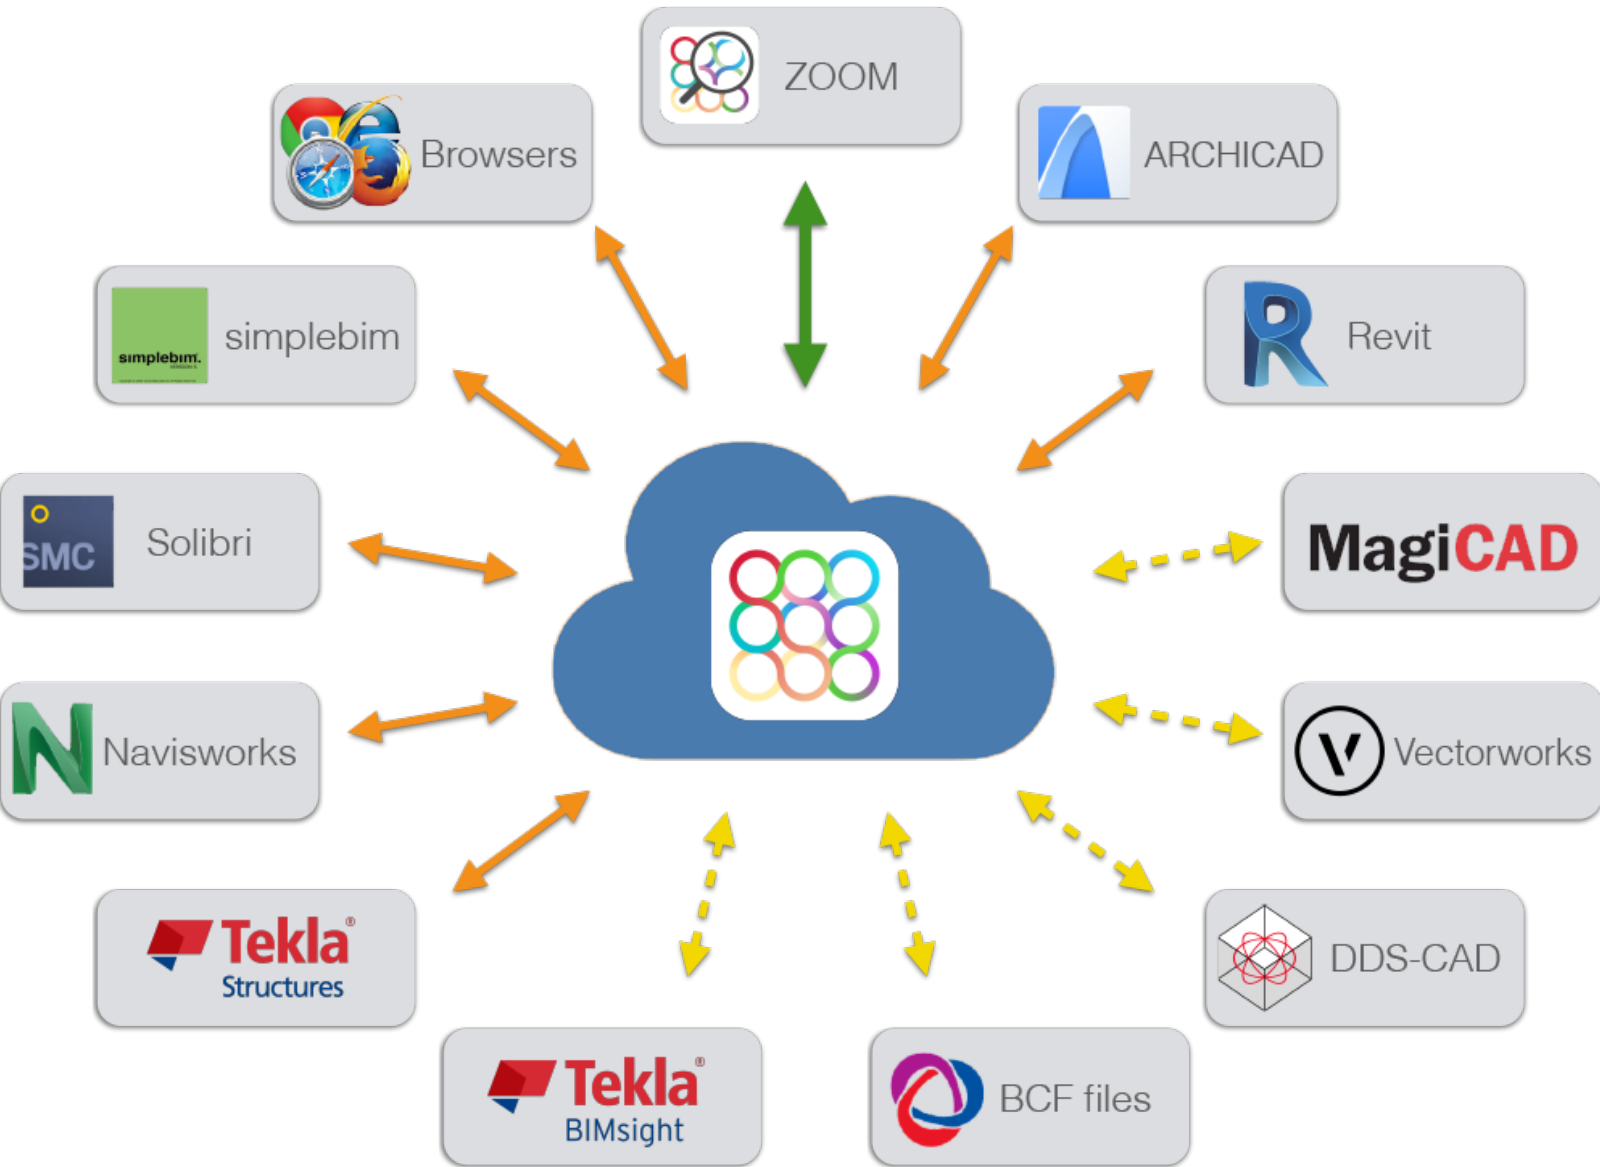 ZOOM
Browsers
ARCHICAD
simplebim.
simplebim
Revit
SMC
Solibri
MagiCAD
Navisworks
Vectorworks
Tekla®
Structures
DDS-CAD
Tekla®
BIMsight
BCF files